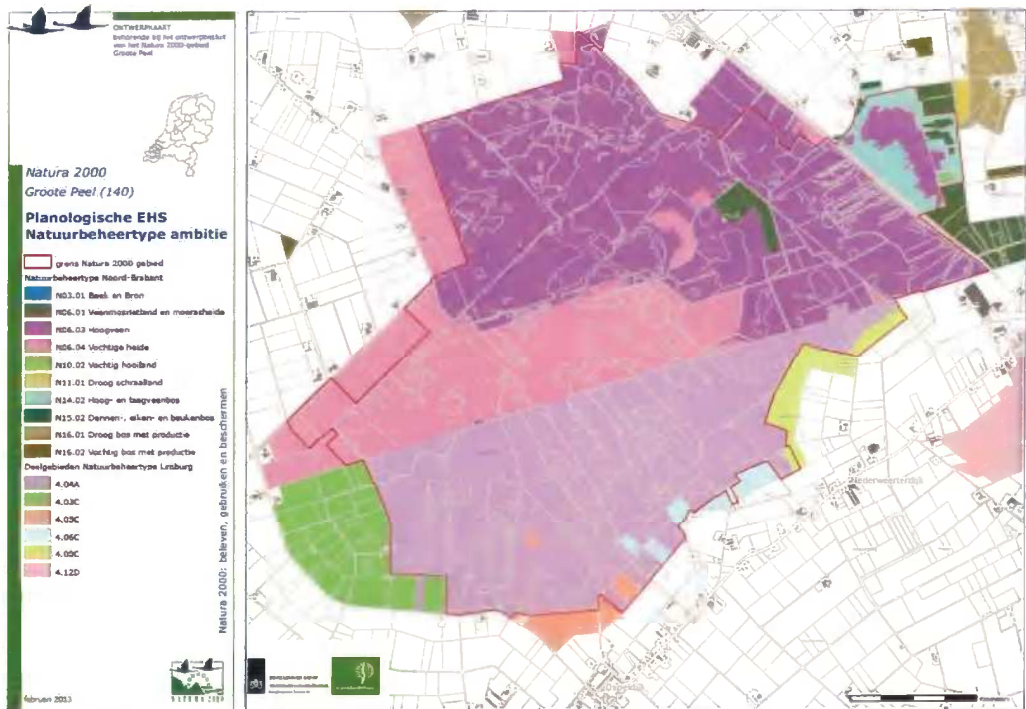 ONTWERPKAART
behorende bij het ontwerpbesluit
van het Natura 2000-gebied
Groote Peel
Natura 2000
Groote Peel (140)
Planologische EHS
Natuurbeheertype ambitie
grens Natura 2000 gebied
Natuurbeheertype Noord-Brabant
N03.01 Beek en Bron
N06.01 Veenmosrietland en moerasheide
N06.03 Hoogveen
N06.04 Vochtige heide
N10.02 Vochtig hooiland
N11.01 Droog schraalland
N14.02 Hoog- en laagveenbos
N15.02 Dennen-, eiken- en beukenbos
N16.01 Droog bos met productie
N16.02 Vochtig bos met productie
Deelgebieden Natuurbeheertype Limburg
4.04A
4.03C
4.05C
4.06C
4.12D
Natura 2000: beleven, gebruiken en beschermen
NATURA 2000
februari 2013
Nederweerterdijk
Ospeldijk